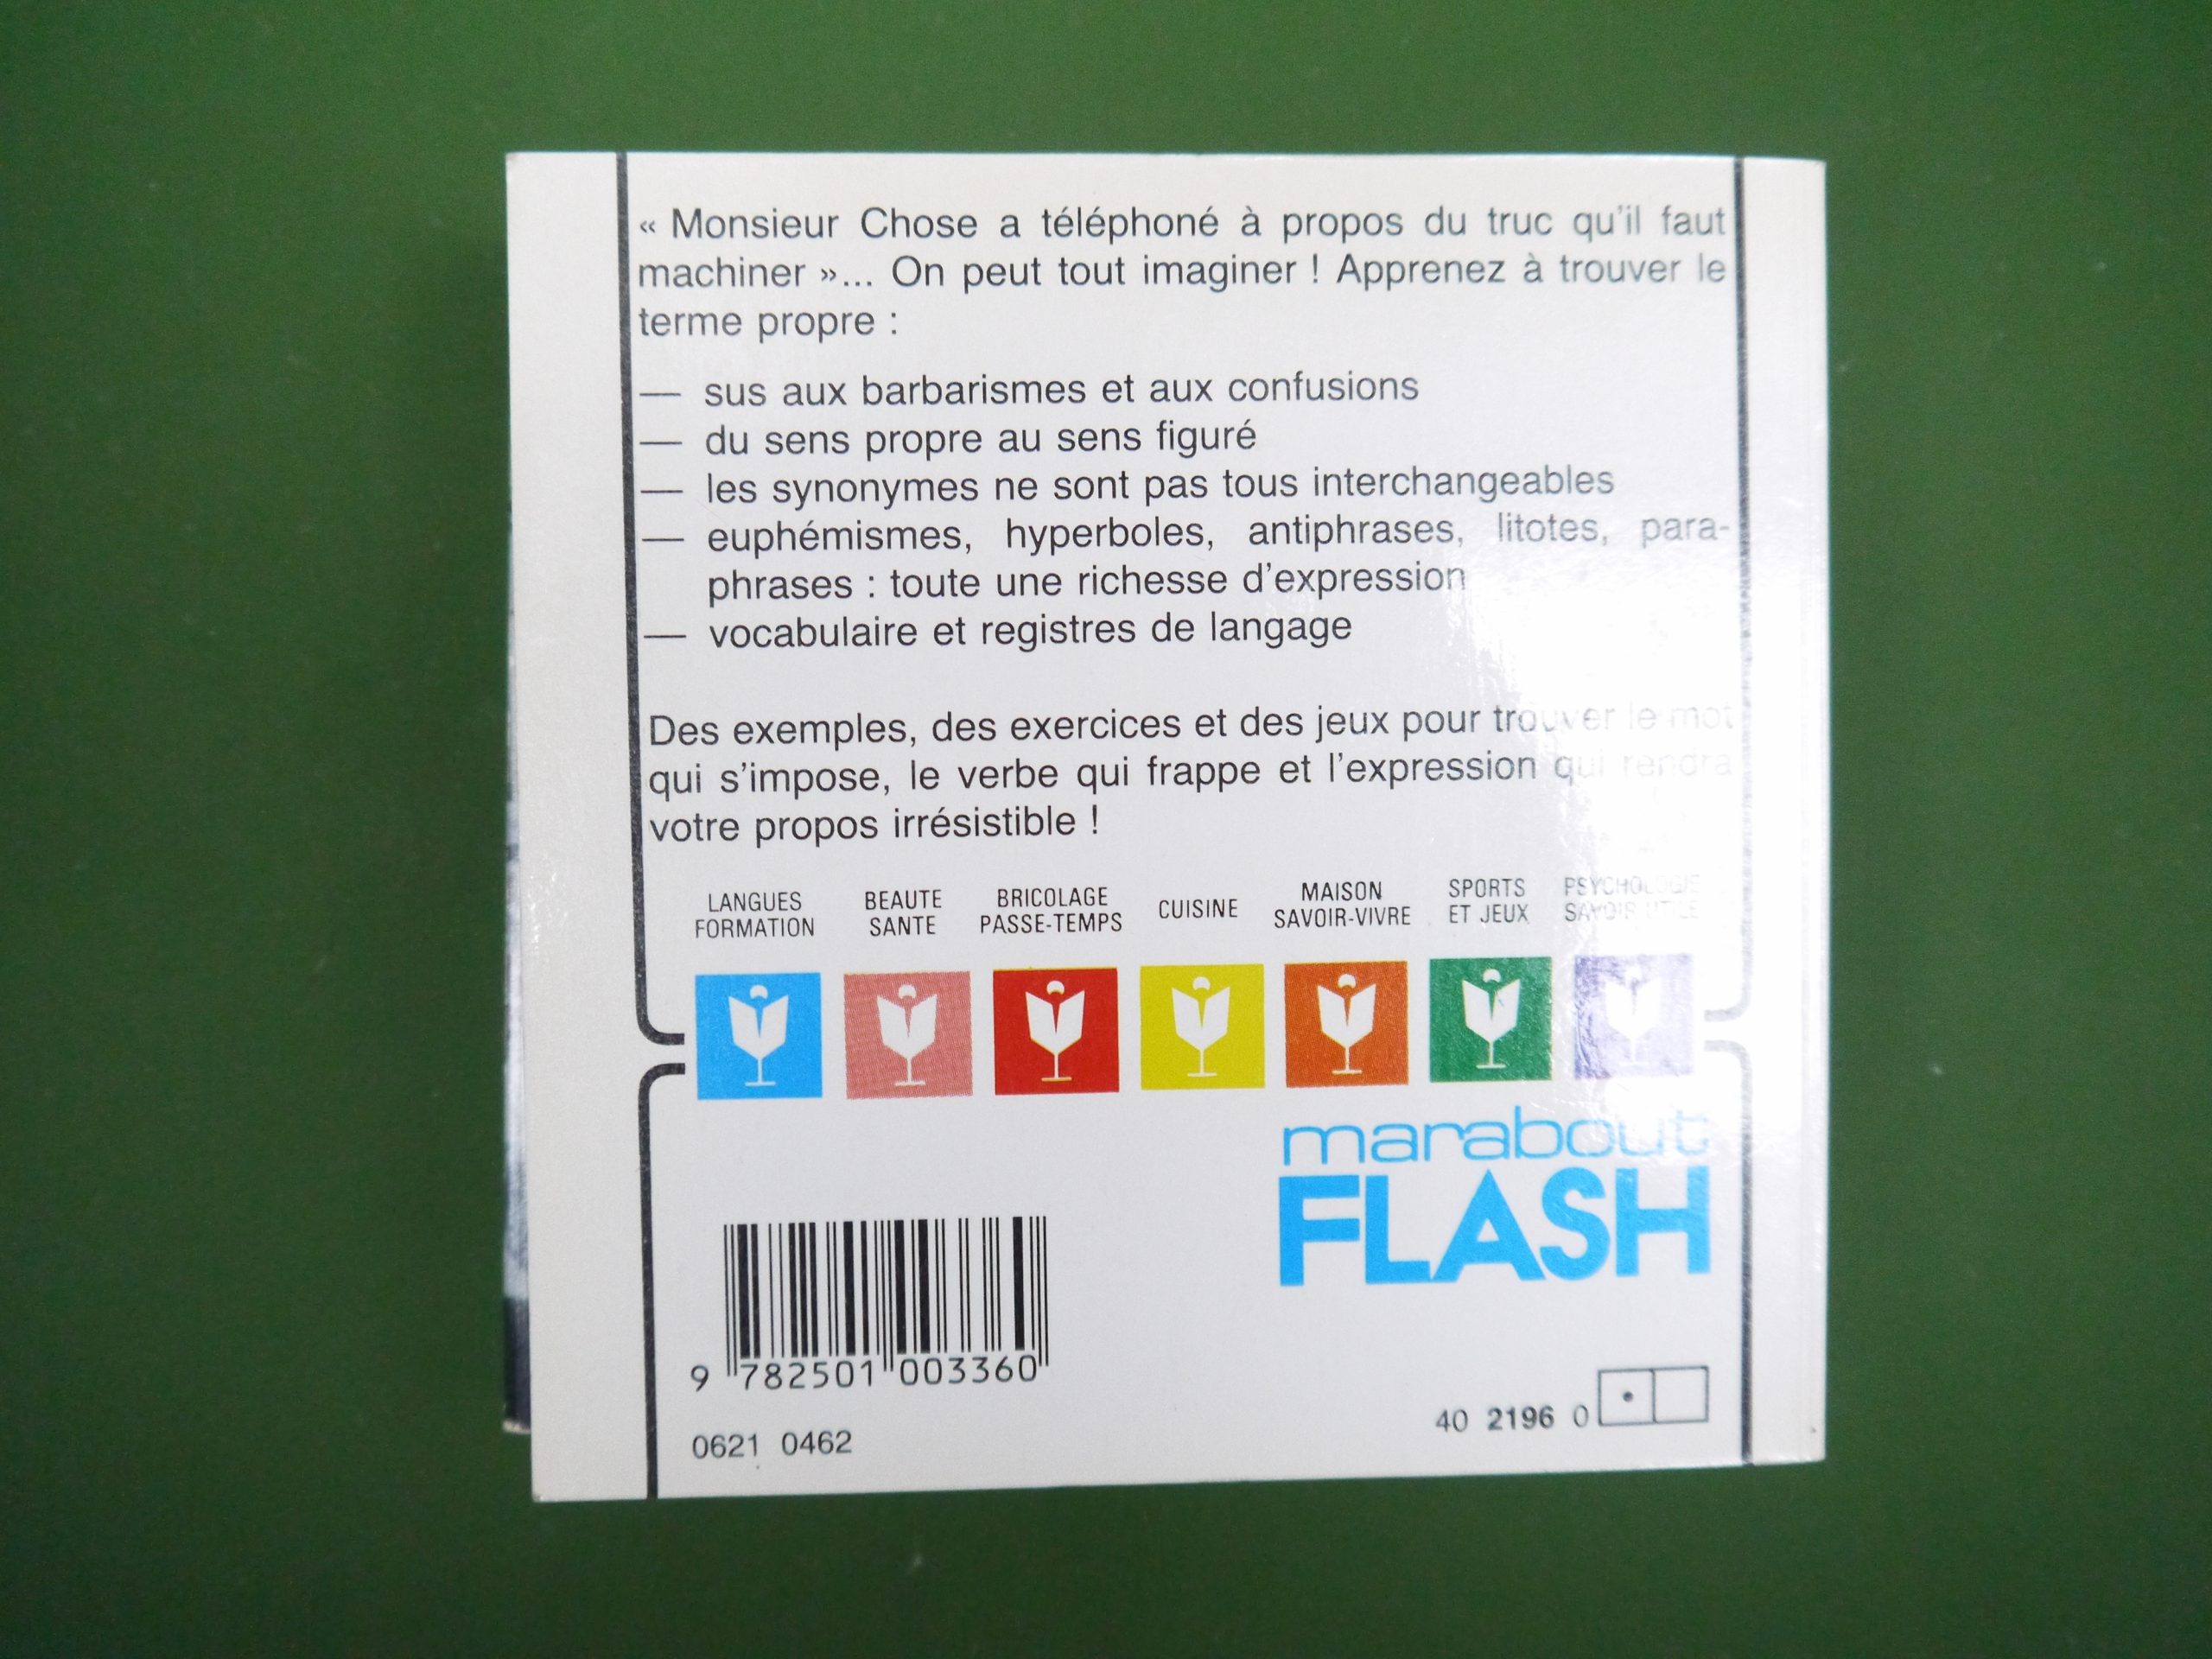 « Monsieur Chose a téléphoné à propos du truc qu'il faut
machiner »... On peut tout imaginer ! Apprenez à trouver le
terme propre :
— sus aux barbarismes et aux confusions
— du sens propre au sens figuré
— les synonymes ne sont pas tous interchangeables
— euphémismes, hyperboles, antiphrases, litotes, para-
phrases : toute une richesse d'expression
— vocabulaire et registres de langage
Des exemples, des exercices et des jeux pour trouver le mot
qui s'impose, le verbe qui frappe et l'expression qui rendra
votre propos irrésistible !
LANGUES FORMATION
BEAUTE SANTE
BRICOLAGE PASSE-TEMPS
CUISINE
MAISON SAVOIR-VIVRE
SPORTS ET JEUX
PSYCHOLOGIE SAVOIR UTILE
marabout
FLASH
9 782501 003360
0621 0462
40 2196 0